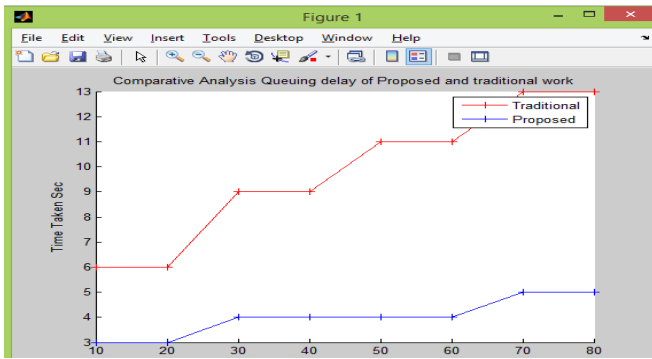 Figure 1
File Edit View Insert Tools Desktop Window Help
Comparative Analysis Queuing delay of Proposed and traditional work
Traditional
Proposed
Time Taken Sec
13
12
11
10
9
8
7
6
5
4
3
10 20 30 40 50 60 70 80